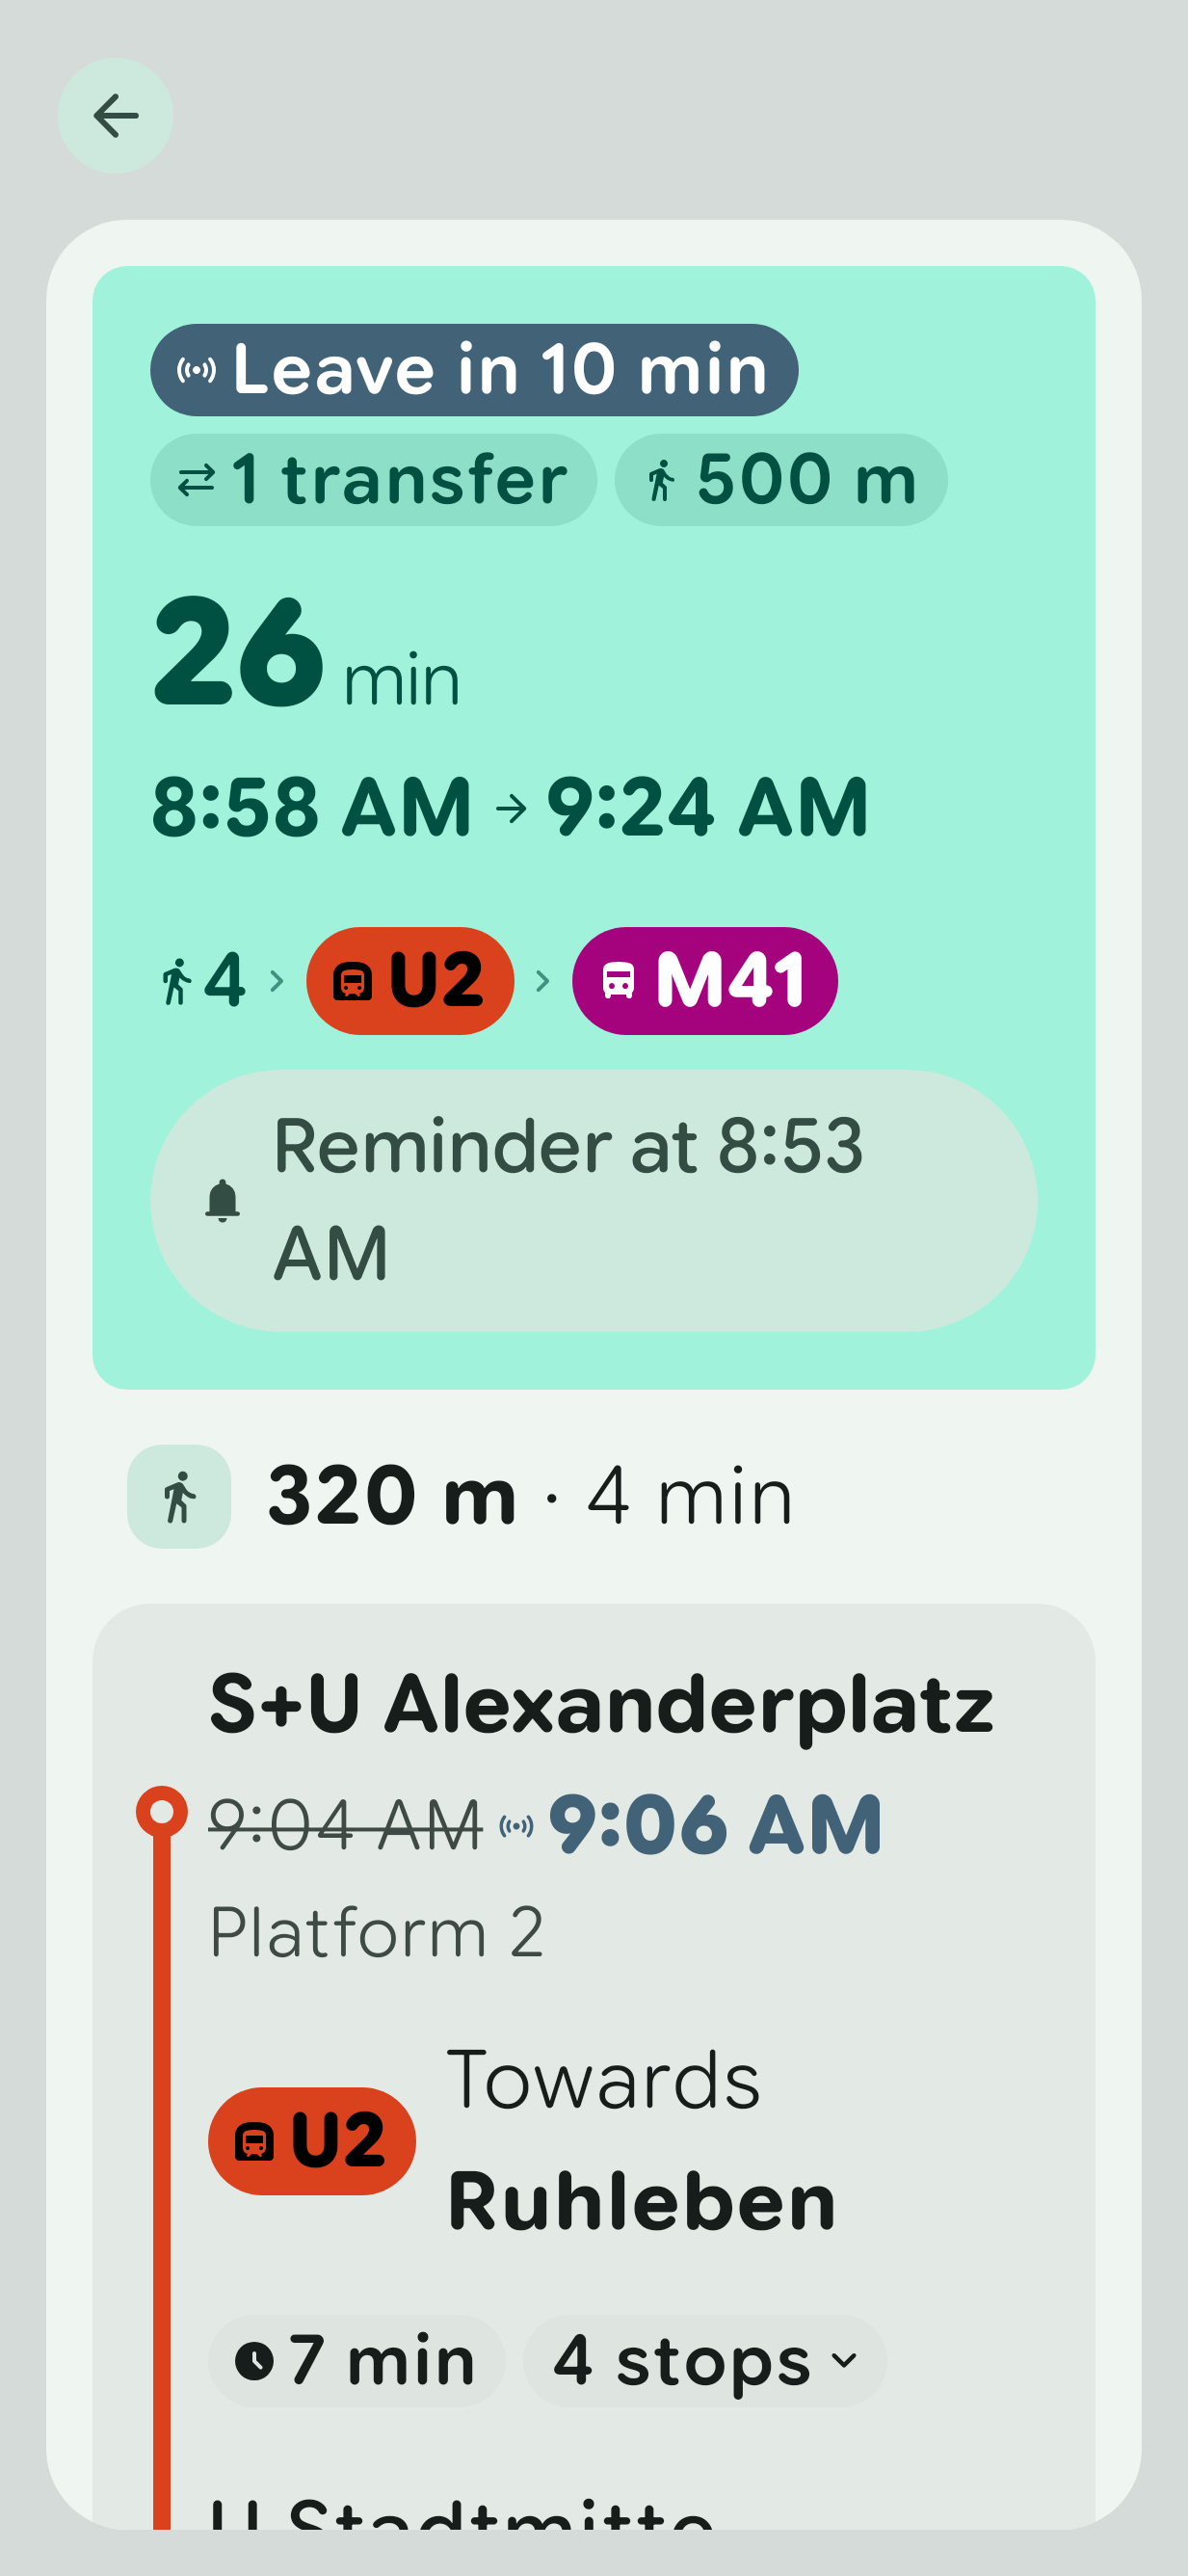 Leave in 10 min
1 transfer 500 m
26 min
8:58 AM → 9:24 AM
4 › U2 › M41
Reminder at 8:53
AM
320 m · 4 min
S+U Alexanderplatz
9:04 AM 9:06 AM
Platform 2
Towards
U2
Ruhleben
7 min 4 stops
U Stadtmitte